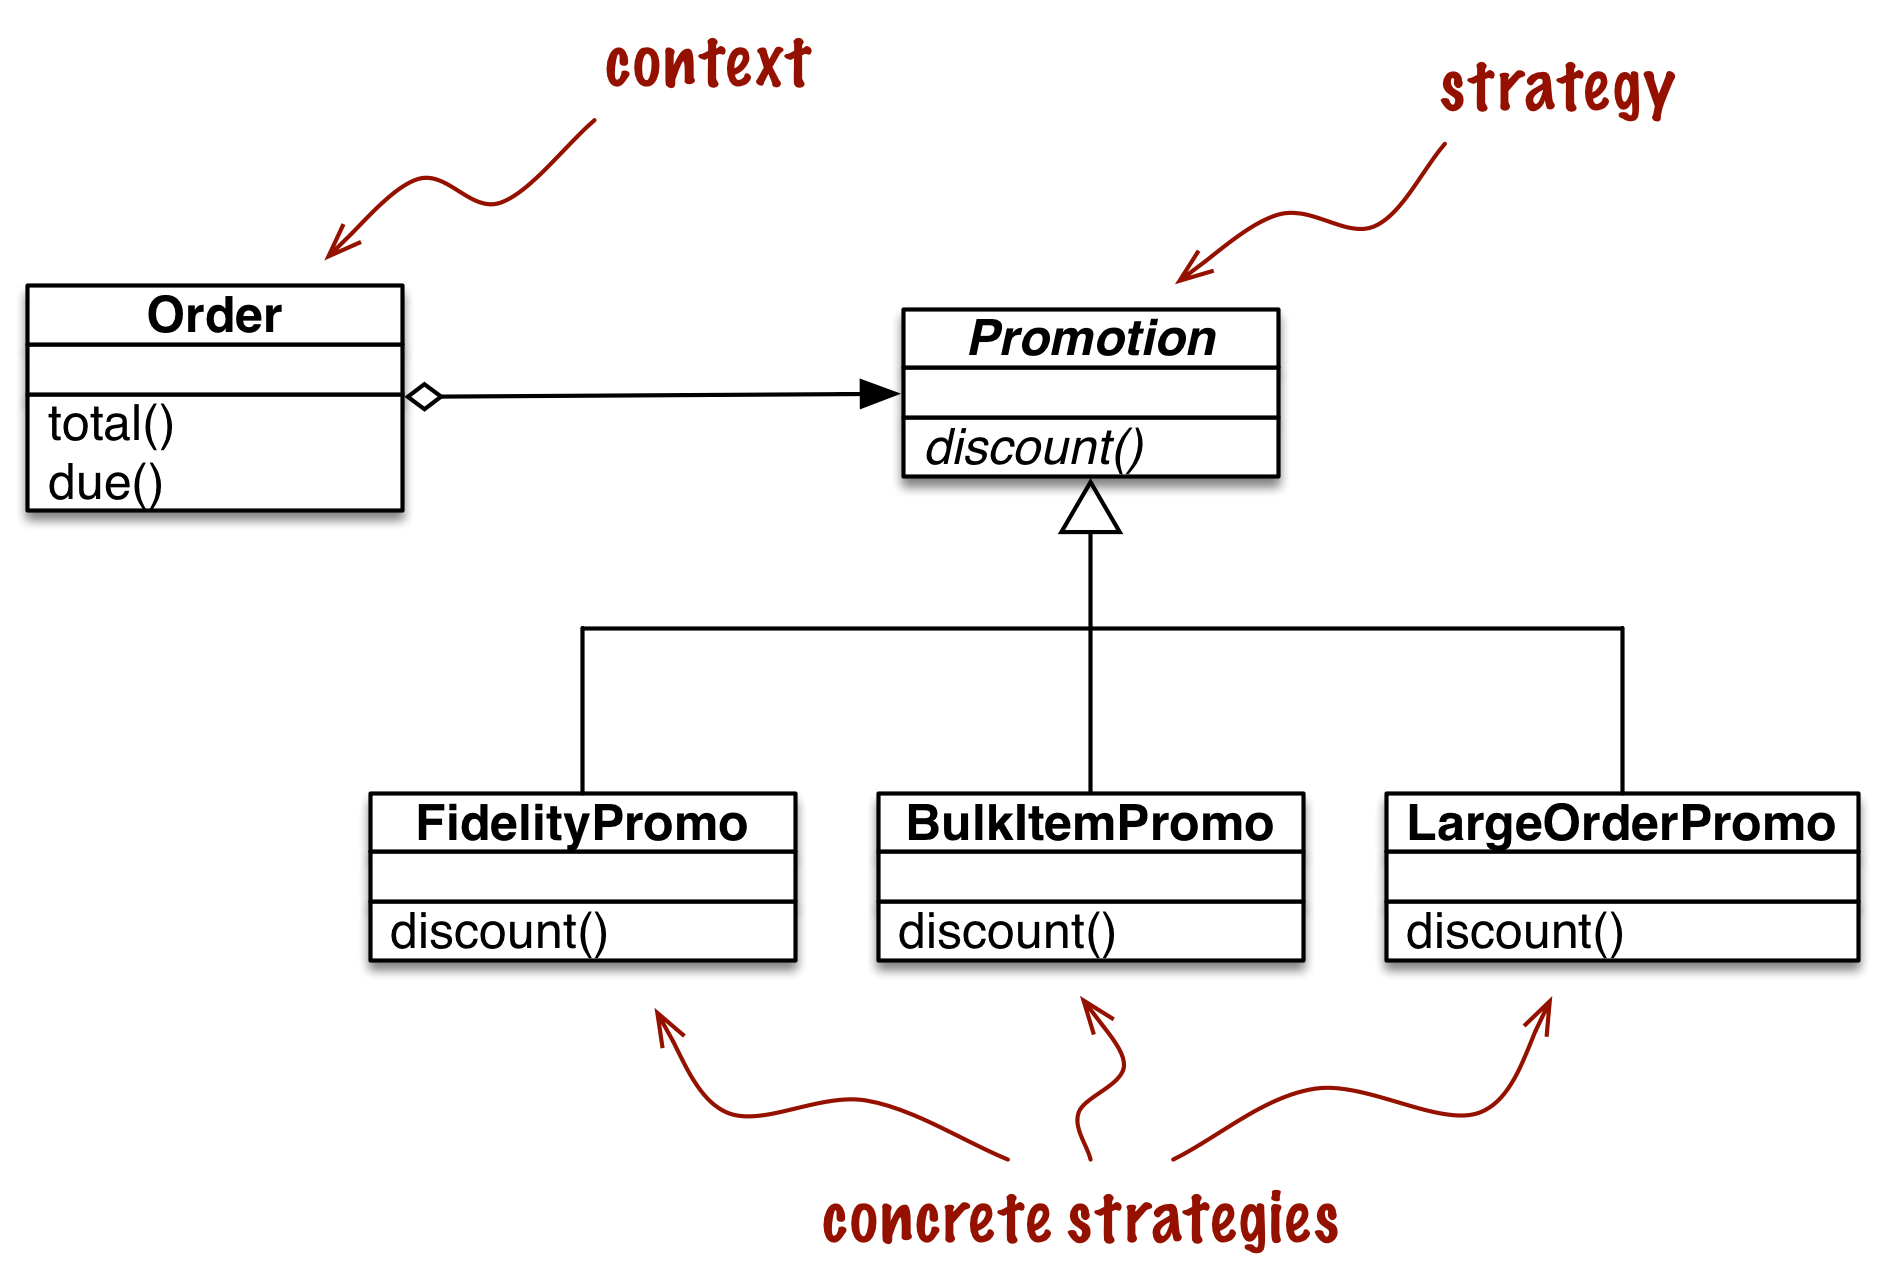 context
strategy
Order
total()
due()
Promotion
discount()
FidelityPromo
discount()
BulkItemPromo
discount()
LargeOrderPromo
discount()
concrete strategies